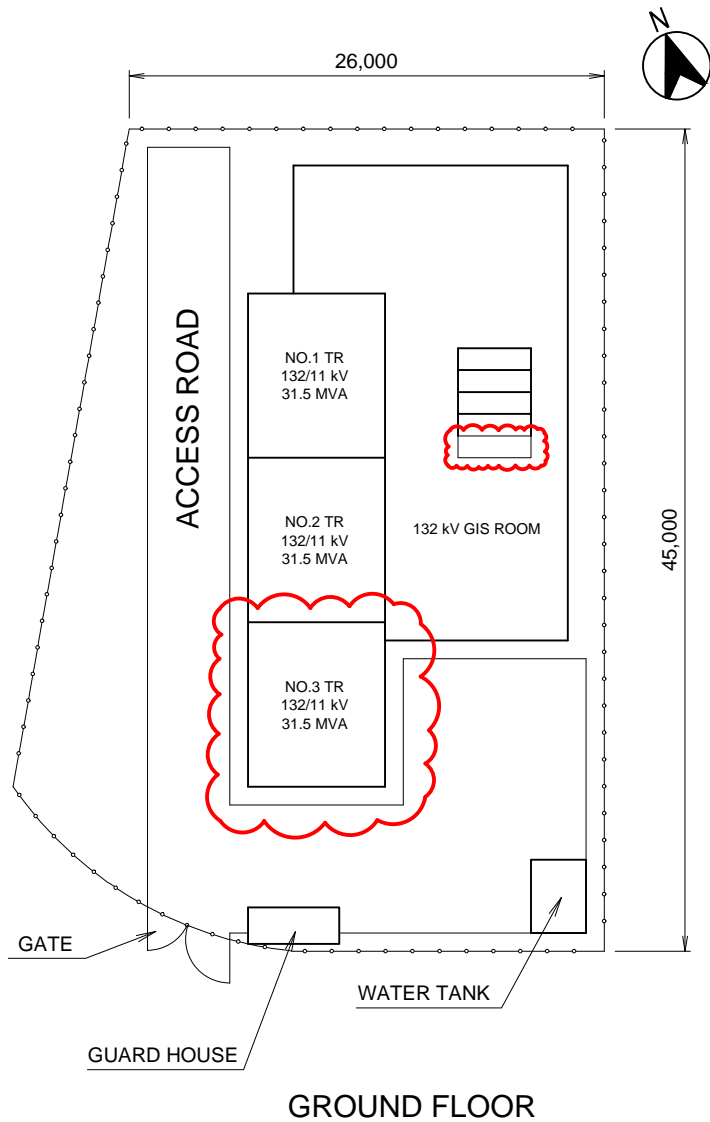 N
26,000
ACCESS ROAD
NO.1 TR
132/11 kV
31.5 MVA
NO.2 TR
132/11 kV
31.5 MVA
132 kV GIS ROOM
45,000
NO.3 TR
132/11 kV
31.5 MVA
GATE
WATER TANK
GUARD HOUSE
GROUND FLOOR